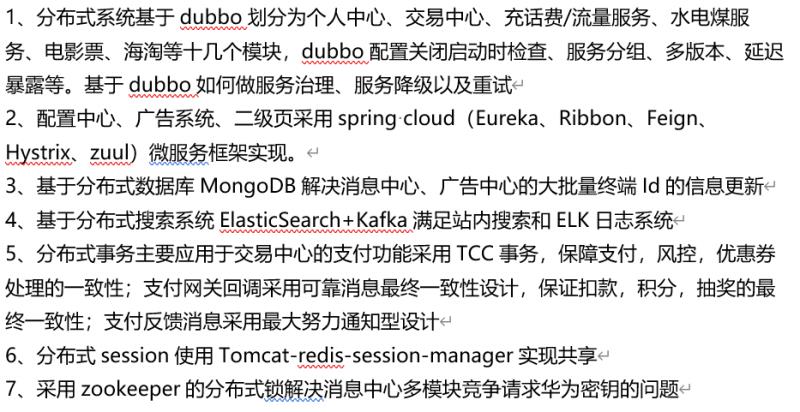 1、分布式系统基于 dubbo 划分为个人中心、交易中心、充话费/流量服务、水电煤服
务、电影票、海淘等十几个模块，dubbo 配置关闭启动时检查、服务分组、多版本、延迟
暴露等。基于 dubbo 如何做服务治理、服务降级以及重试
2、配置中心、广告系统、二级页采用 spring cloud（Eureka、Ribbon、Feign、
Hystrix、zuul）微服务框架实现。
3、基于分布式数据库 MongoDB 解决消息中心、广告中心的大批量终端 Id 的信息更新
4、基于分布式搜索系统 ElasticSearch+Kafka 满足站内搜索和 ELK 日志系统
5、分布式事务主要应用于交易中心的支付功能采用 TCC 事务，保障支付，风控，优惠券
处理的一致性；支付网关回调采用可靠消息最终一致性设计，保证扣款，积分，抽奖的最
终一致性；支付反馈消息采用最大努力通知型设计
6、分布式 session 使用 Tomcat-redis-session-manager 实现共享
7、采用 zookeeper 的分布式锁解决消息中心多模块竞争请求华为密钥的问题